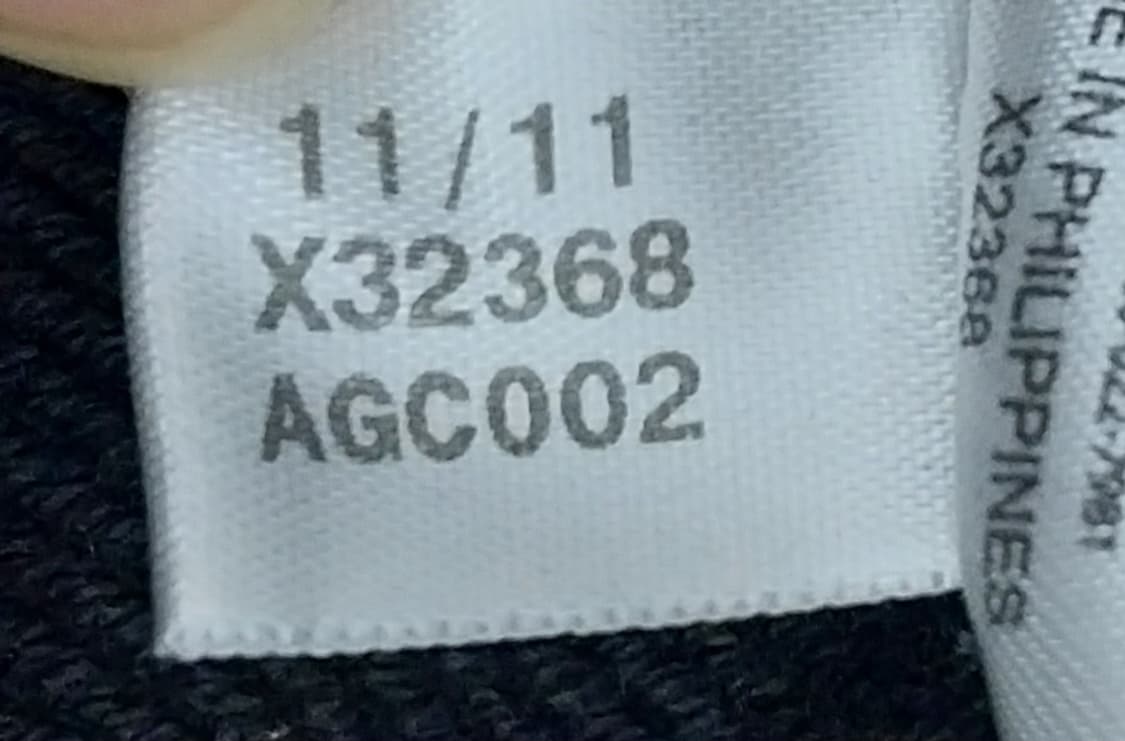 11/11
X32368
AGC002
E IN PHILIPPINES
X32368